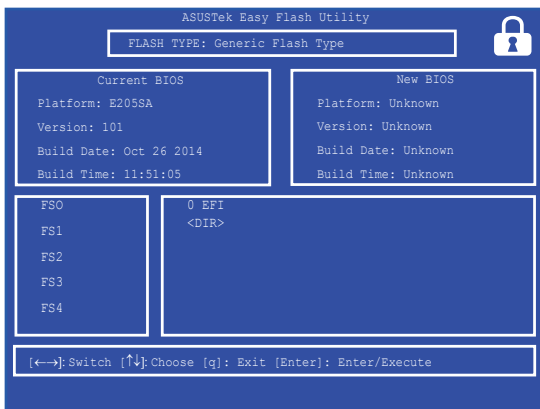 ASUSTek Easy Flash Utility
FLASH TYPE: Generic Flash Type
Current BIOS
Platform: E205SA
Version: 101
Build Date: Oct 26 2014
Build Time: 11:51:05
New BIOS
Platform: Unknown
Version: Unknown
Build Date: Unknown
Build Time: Unknown
FSO
FS1
FS2
FS3
FS4
0 EFI
<DIR>
[←→]: Switch [↑↓]: Choose [q]: Exit [Enter]: Enter/Execute